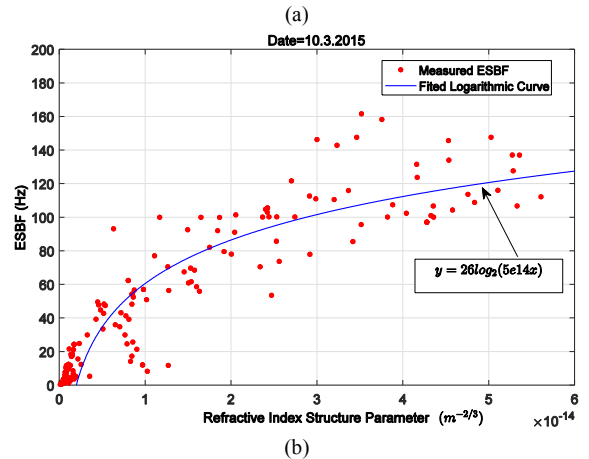 (a)
Date=10.3.2015
200
180
160
140
120
100
80
60
40
20
0
ESBF (Hz)
Measured ESBF
Fited Logarithmic Curve
y = 26log₂(5e14x)
0 1 2 3 4 5 6
×10⁻¹⁴
Refractive Index Structure Parameter (m⁻²/³)
(b)